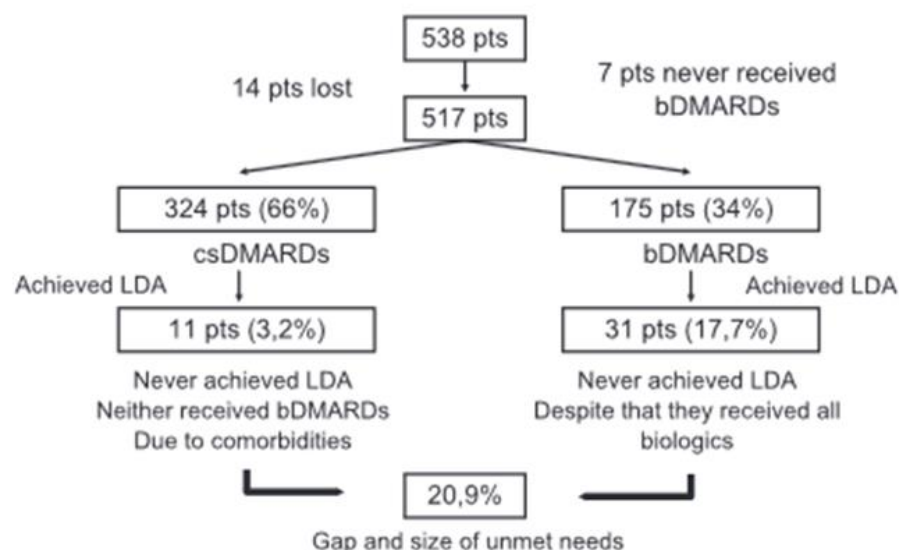 538 pts
14 pts lost
7 pts never received
bDMARDs
517 pts
324 pts (66%)
175 pts (34%)
csDMARDs
bDMARDs
Achieved LDA
Achieved LDA
11 pts (3,2%)
31 pts (17,7%)
Never achieved LDA
Neither received bDMARDs
Due to comorbidities
Never achieved LDA
Despite that they received all
biologics
20,9%
Gap and size of unmet needs